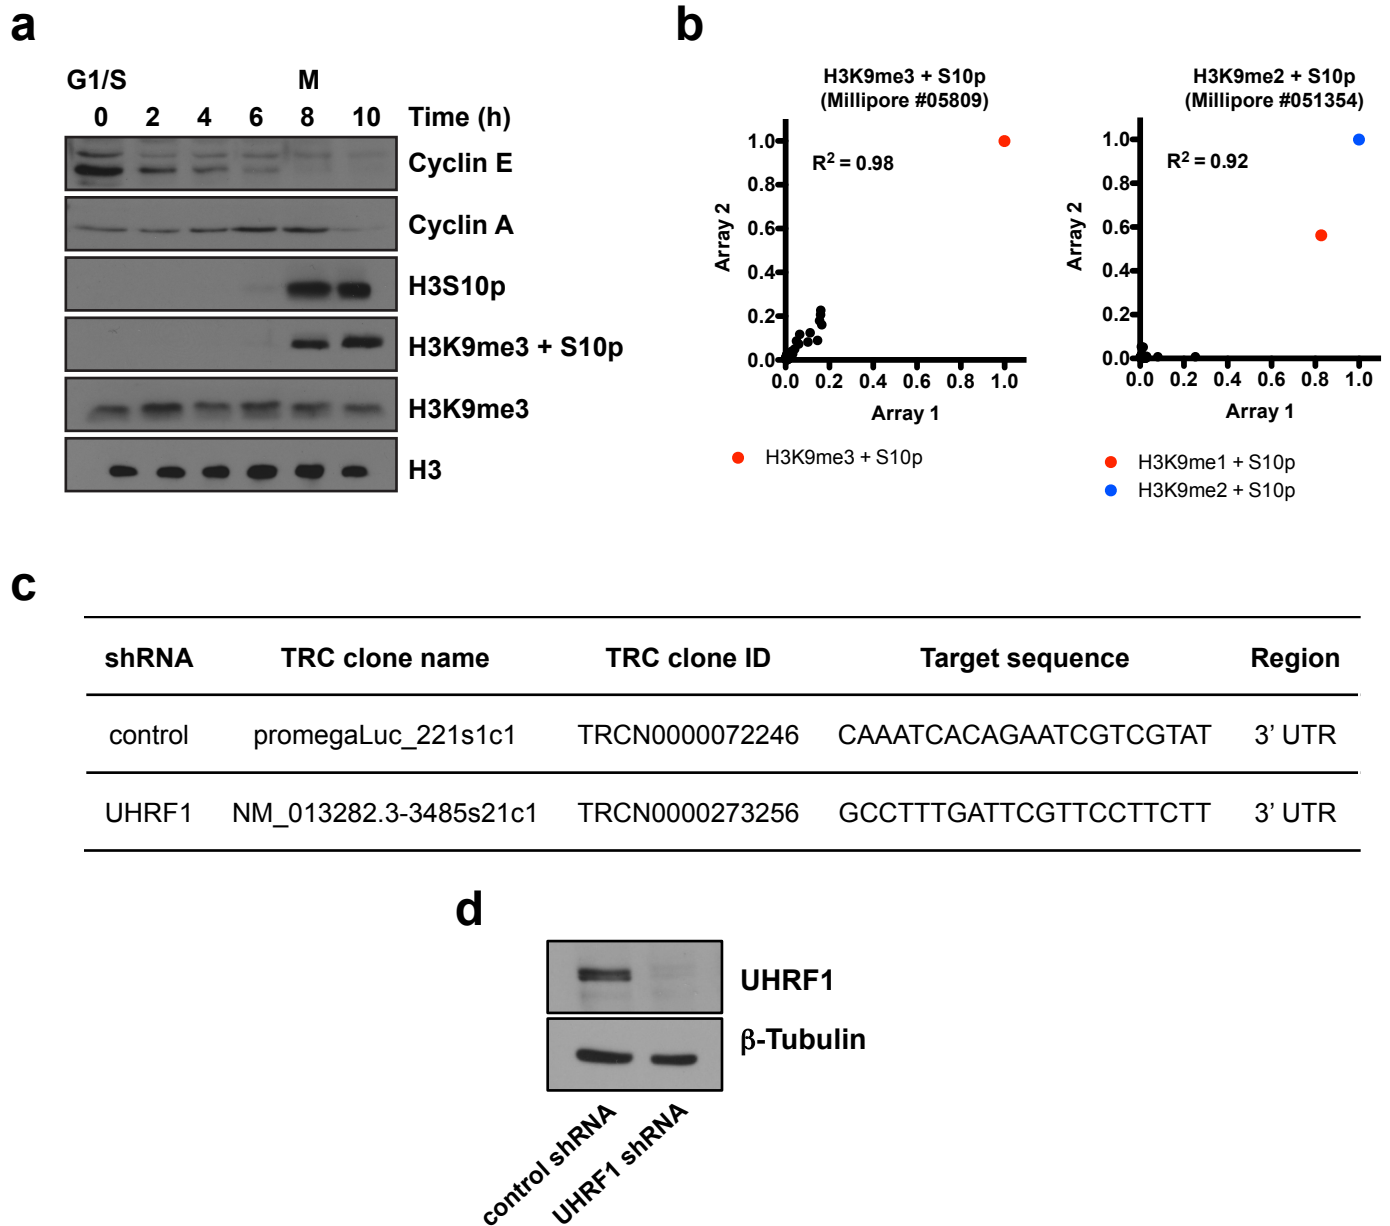 a
G1/S M
0 2 4 6 8 10 Time (h)
Cyclin E
Cyclin A
H3S10p
H3K9me3 + S10p
H3K9me3
H3
b
H3K9me3 + S10p
(Millipore #05809)
R² = 0.98
1.0
0.8
0.6
0.4
0.2
0.0
Array 2
0.0 0.2 0.4 0.6 0.8 1.0
Array 1
H3K9me3 + S10p
H3K9me2 + S10p
(Millipore #051354)
R² = 0.92
1.0
0.8
0.6
0.4
0.2
0.0
Array 2
0.0 0.2 0.4 0.6 0.8 1.0
Array 1
H3K9me1 + S10p
H3K9me2 + S10p
c
shRNA TRC clone name TRC clone ID Target sequence Region
control promegaLuc_221s1c1 TRCN0000072246 CAAATCACAGAATCGTCGTAT 3' UTR
UHRF1 NM_013282.3-3485s21c1 TRCN0000273256 GCCTTTGATTCGTTCCTTCTT 3' UTR
d
UHRF1
β-Tubulin
control shRNA
UHRF1 shRNA